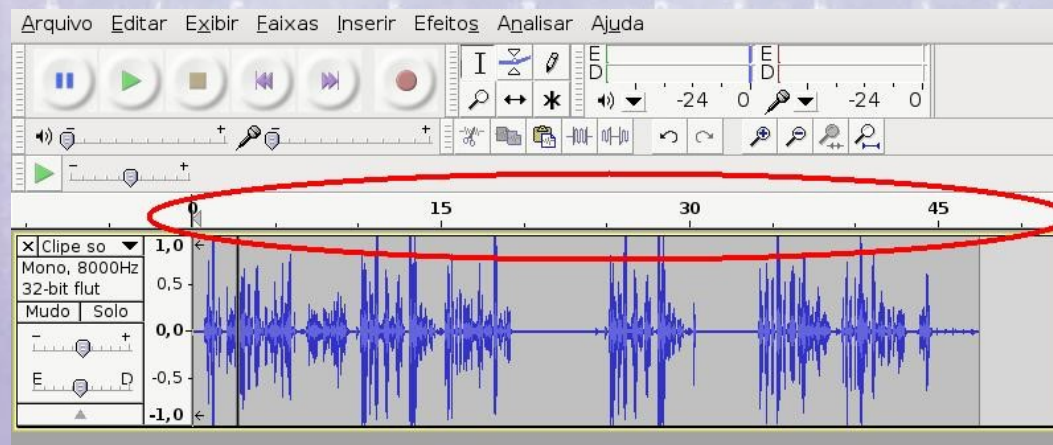 Arquivo Editar Exibir Faixas Inserir Efeitos Analisar Ajuda
E
D
-24 0
E
D
-24 0
- +
- +
- +
0 15 30 45
Clipe so
Mono, 8000Hz
32-bit flut
Mudo Solo
- +
E D
1,0
0,5
0,0
-0,5
-1,0